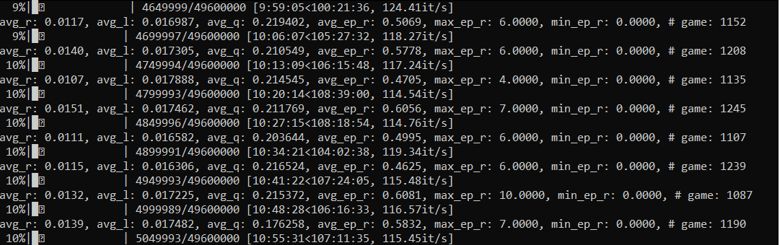 9%|█ | 4649999/49600000 [9:59:05<100:21:36, 124.41it/s]
avg_r: 0.0117, avg_l: 0.016987, avg_q: 0.219402, avg_ep_r: 0.5069, max_ep_r: 6.0000, min_ep_r: 0.0000, # game: 1152
9%|█ | 4699997/49600000 [10:06:07<105:27:32, 118.27it/s]
avg_r: 0.0140, avg_l: 0.017305, avg_q: 0.210549, avg_ep_r: 0.5778, max_ep_r: 6.0000, min_ep_r: 0.0000, # game: 1208
10%|█ | 4749994/49600000 [10:13:09<106:15:48, 117.24it/s]
avg_r: 0.0107, avg_l: 0.017888, avg_q: 0.214545, avg_ep_r: 0.4705, max_ep_r: 4.0000, min_ep_r: 0.0000, # game: 1135
10%|█ | 4799993/49600000 [10:20:14<108:39:00, 114.54it/s]
avg_r: 0.0151, avg_l: 0.017462, avg_q: 0.211769, avg_ep_r: 0.6056, max_ep_r: 7.0000, min_ep_r: 0.0000, # game: 1245
10%|█ | 4849996/49600000 [10:27:15<108:18:54, 114.76it/s]
avg_r: 0.0111, avg_l: 0.016582, avg_q: 0.203644, avg_ep_r: 0.4995, max_ep_r: 6.0000, min_ep_r: 0.0000, # game: 1107
10%|█ | 4899991/49600000 [10:34:21<104:02:38, 119.34it/s]
avg_r: 0.0115, avg_l: 0.016306, avg_q: 0.216524, avg_ep_r: 0.4625, max_ep_r: 6.0000, min_ep_r: 0.0000, # game: 1239
10%|█ | 4949993/49600000 [10:41:22<107:24:05, 115.48it/s]
avg_r: 0.0132, avg_l: 0.017225, avg_q: 0.215372, avg_ep_r: 0.6081, max_ep_r: 10.0000, min_ep_r: 0.0000, # game: 1087
10%|█ | 4999989/49600000 [10:48:28<106:16:33, 116.57it/s]
avg_r: 0.0139, avg_l: 0.017482, avg_q: 0.176258, avg_ep_r: 0.5832, max_ep_r: 7.0000, min_ep_r: 0.0000, # game: 1190
10%|█ | 5049993/49600000 [10:55:31<107:11:35, 115.45it/s]